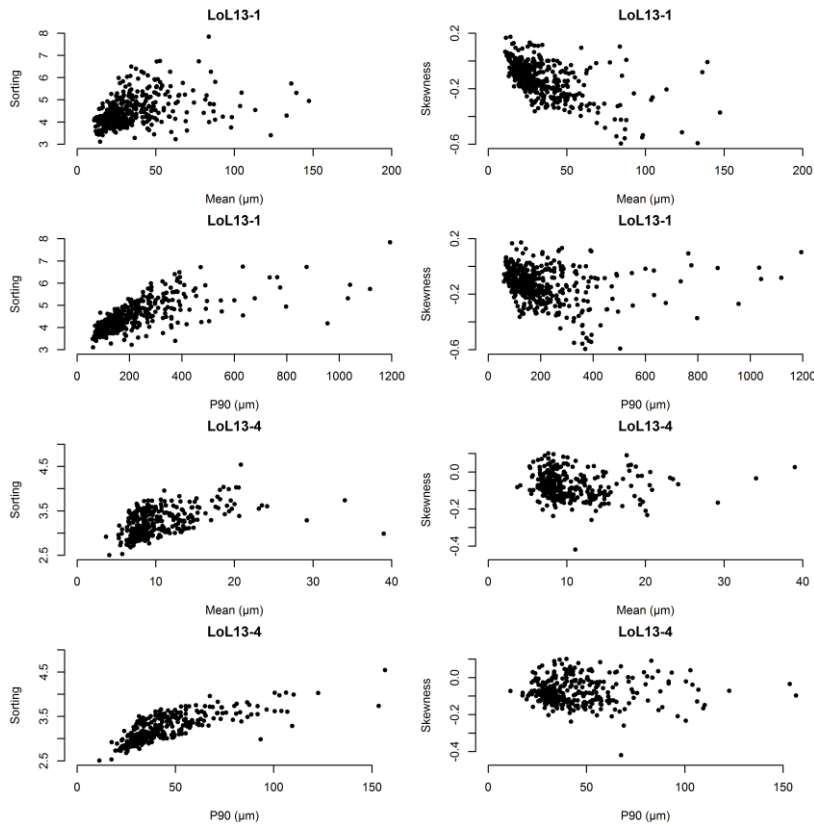 LoL13-1
Sorting
3 4 5 6 7 8
0 50 100 150 200
Mean (µm)
LoL13-1
Skewness
-0.6 -0.2 0.2
0 50 100 150 200
Mean (µm)
LoL13-1
Sorting
3 4 5 6 7 8
0 200 400 600 800 1000 1200
P90 (µm)
LoL13-1
Skewness
-0.6 -0.2 0.2
0 200 400 600 800 1000 1200
P90 (µm)
LoL13-4
Sorting
2.5 3.5 4.5
0 10 20 30 40
Mean (µm)
LoL13-4
Skewness
-0.4 -0.2 0.0
0 10 20 30 40
Mean (µm)
LoL13-4
Sorting
2.5 3.5 4.5
0 50 100 150
P90 (µm)
LoL13-4
Skewness
-0.4 -0.2 0.0
0 50 100 150
P90 (µm)